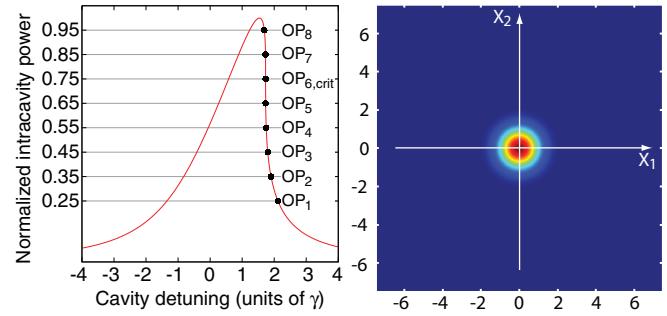 Normalized intracavity power
0.95
0.85
0.75
0.65
0.55
0.45
0.35
0.25
OP8
OP7
OP6,crit
OP5
OP4
OP3
OP2
OP1
-4 -3 -2 -1 0 1 2 3 4
Cavity detuning (units of γ)
X2
X1
6
4
2
0
-2
-4
-6
-6 -4 -2 0 2 4 6